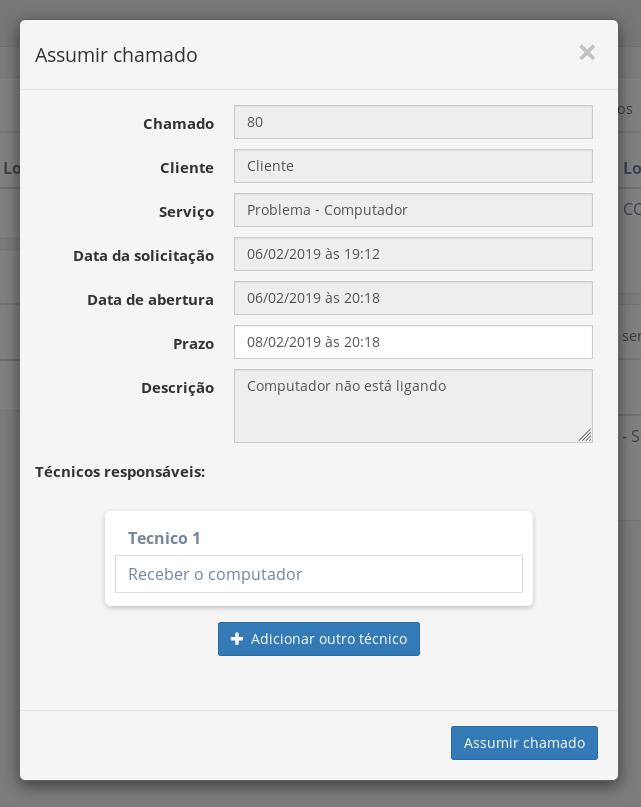 Assumir chamado ×
Chamado 80
Cliente Cliente
Serviço Problema - Computador
Data da solicitação 06/02/2019 às 19:12
Data de abertura 06/02/2019 às 20:18
Prazo 08/02/2019 às 20:18
Descrição Computador não está ligando
Técnicos responsáveis:
Tecnico 1
Receber o computador
Adicionar outro técnico
Assumir chamado